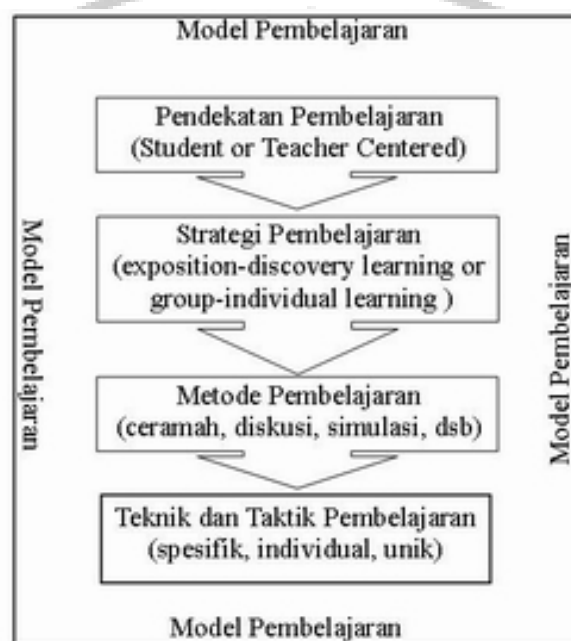 Model Pembelajaran
Pendekatan Pembelajaran
(Student or Teacher Centered)
Model Pembelajaran
Strategi Pembelajaran
(exposition-discovery learning or
group-individual learning )
Model Pembelajaran
Metode Pembelajaran
(ceramah, diskusi, simulasi, dsb)
Teknik dan Taktik Pembelajaran
(spesifik, individual, unik)
Model Pembelajaran